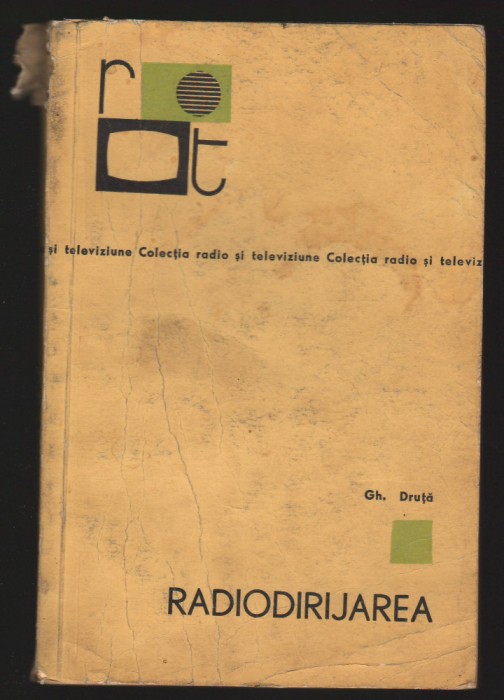 r
t
și televiziune Colecția radio și televiziune Colecția radio și televiz
Gh. Druță
RADIODIRIJAREA